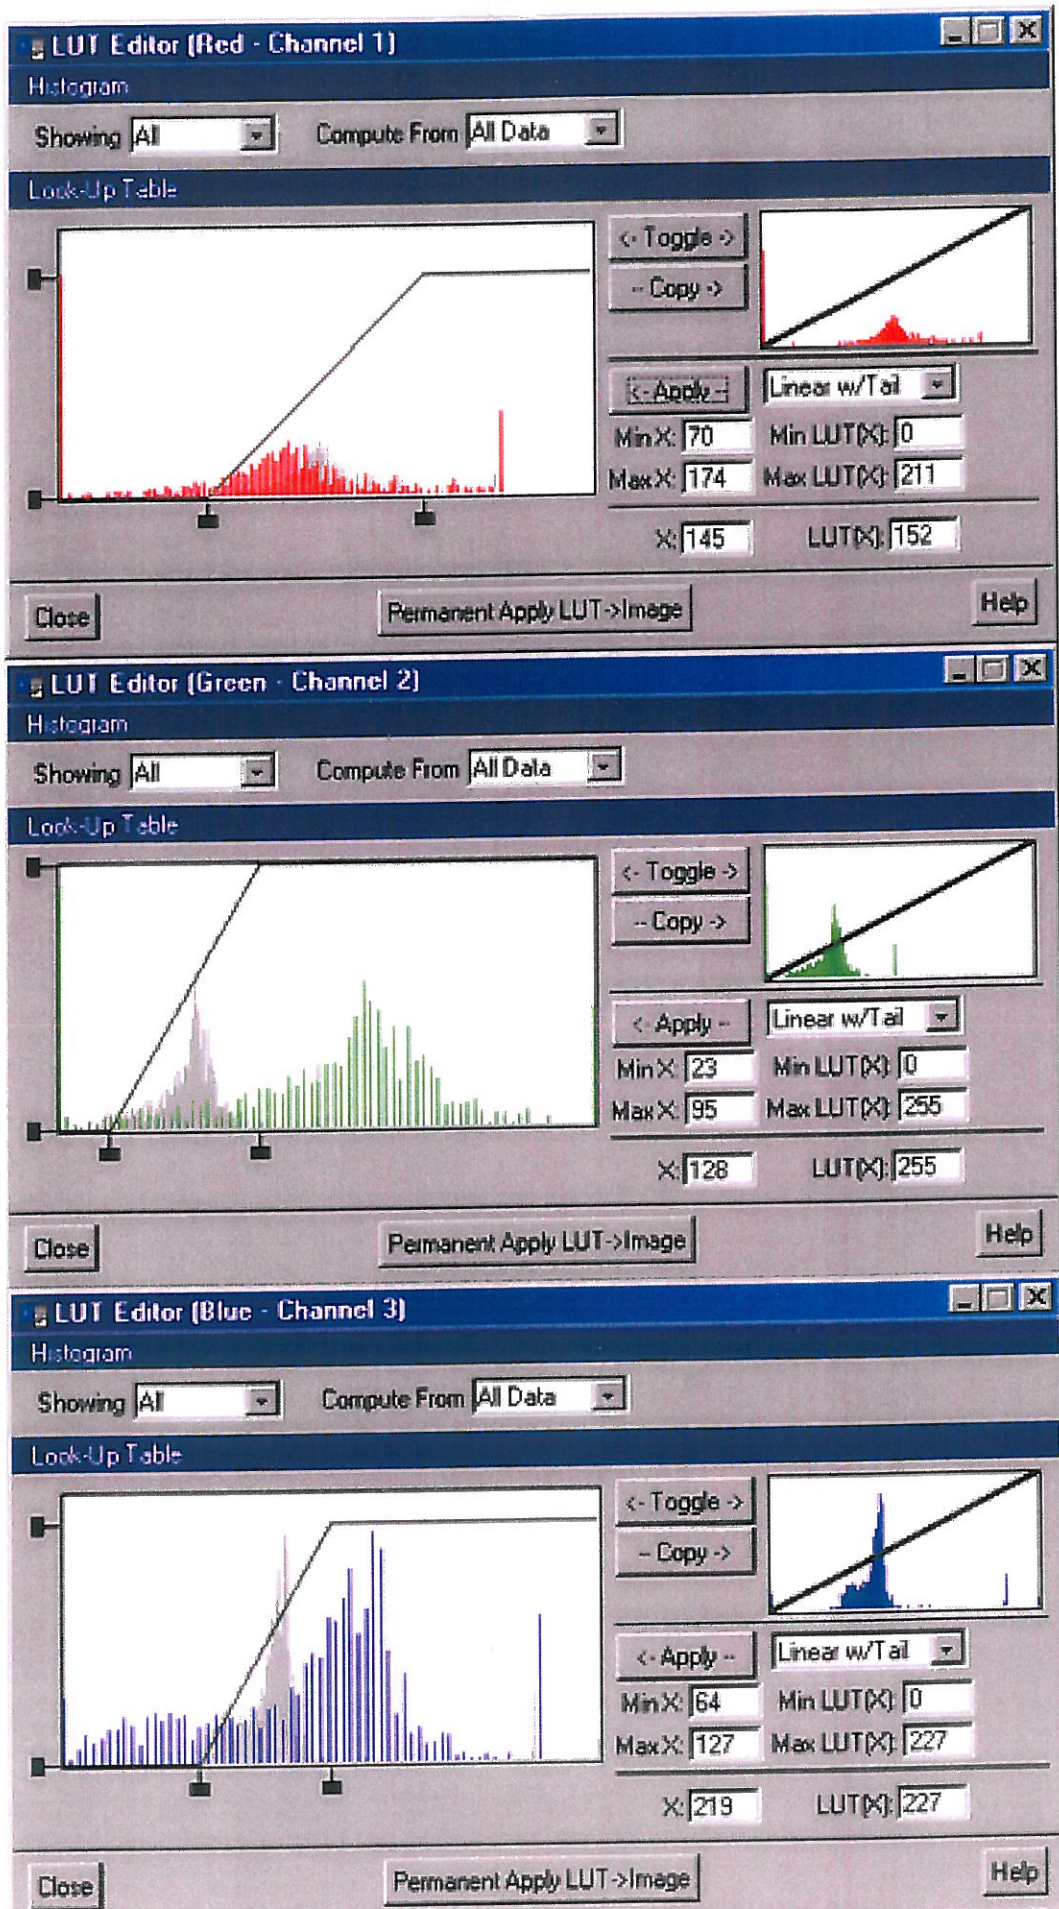 LUT Editor (Red - Channel 1)
Histogram
Showing All Compute From All Data
Look-Up Table
<- Toggle ->
-- Copy ->
<- Apply -- Linear w/Tail
Min X: 70 Min LUT(X): 0
Max X: 174 Max LUT(X): 211
X: 145 LUT(X): 152
Close Permanent Apply LUT->Image Help
LUT Editor (Green - Channel 2)
Histogram
Showing All Compute From All Data
Look-Up Table
<- Toggle ->
-- Copy ->
<- Apply -- Linear w/Tail
Min X: 23 Min LUT(X): 0
Max X: 95 Max LUT(X): 255
X: 128 LUT(X): 255
Close Permanent Apply LUT->Image Help
LUT Editor (Blue - Channel 3)
Histogram
Showing All Compute From All Data
Look-Up Table
<- Toggle ->
-- Copy ->
<- Apply -- Linear w/Tail
Min X: 64 Min LUT(X): 0
Max X: 127 Max LUT(X): 227
X: 219 LUT(X): 227
Close Permanent Apply LUT->Image Help